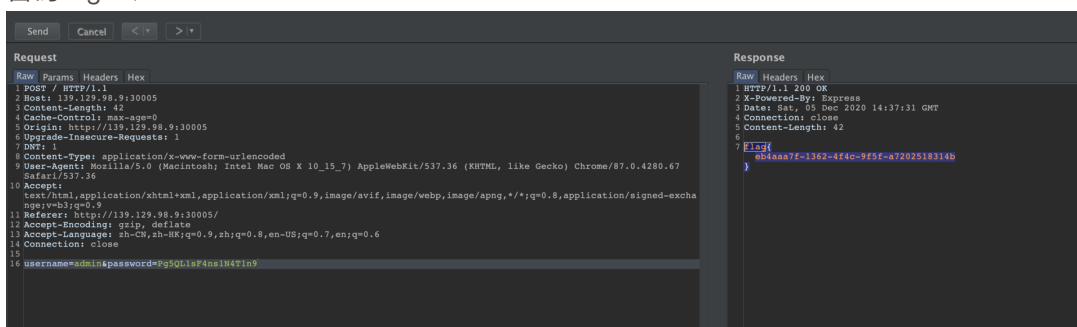 Send Cancel < >
Request
Raw Params Headers Hex
1 POST / HTTP/1.1
2 Host: 139.129.98.9:30005
3 Content-Length: 42
4 Cache-Control: max-age=0
5 Origin: http://139.129.98.9:30005
6 Upgrade-Insecure-Requests: 1
7 DNT: 1
8 Content-Type: application/x-www-form-urlencoded
9 User-Agent: Mozilla/5.0 (Macintosh; Intel Mac OS X 10_15_7) AppleWebKit/537.36 (KHTML, like Gecko) Chrome/87.0.4280.67
Safari/537.36
10 Accept:
text/html,application/xhtml+xml,application/xml;q=0.9,image/avif,image/webp,image/apng,*/*;q=0.8,application/signed-excha
nge;v=b3;q=0.9
11 Referer: http://139.129.98.9:30005/
12 Accept-Encoding: gzip, deflate
13 Accept-Language: zh-CN,zh-HK;q=0.9,zh;q=0.8,en-US;q=0.7,en;q=0.6
14 Connection: close
15
16 username=admin&password=Pg5QL1sF4ns1N4T1n9
Response
Raw Headers Hex
1 HTTP/1.1 200 OK
2 X-Powered-By: Express
3 Date: Sat, 05 Dec 2020 14:37:31 GMT
4 Connection: close
5 Content-Length: 42
6
7 flag{
eb4aaa7f-1362-4f4c-9f5f-a7202518314b
}